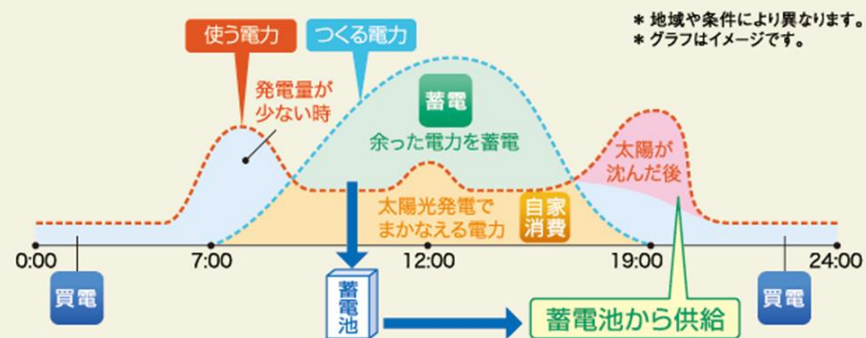 * 地域や条件により異なります。
* グラフはイメージです。
使う電力
つくる電力
発電量が
少ない時
蓄電
余った電力を蓄電
太陽が
沈んだ後
太陽光発電で
まかなえる電力
自家
消費
0:00
7:00
12:00
19:00
24:00
買電
蓄電池
蓄電池から供給
買電